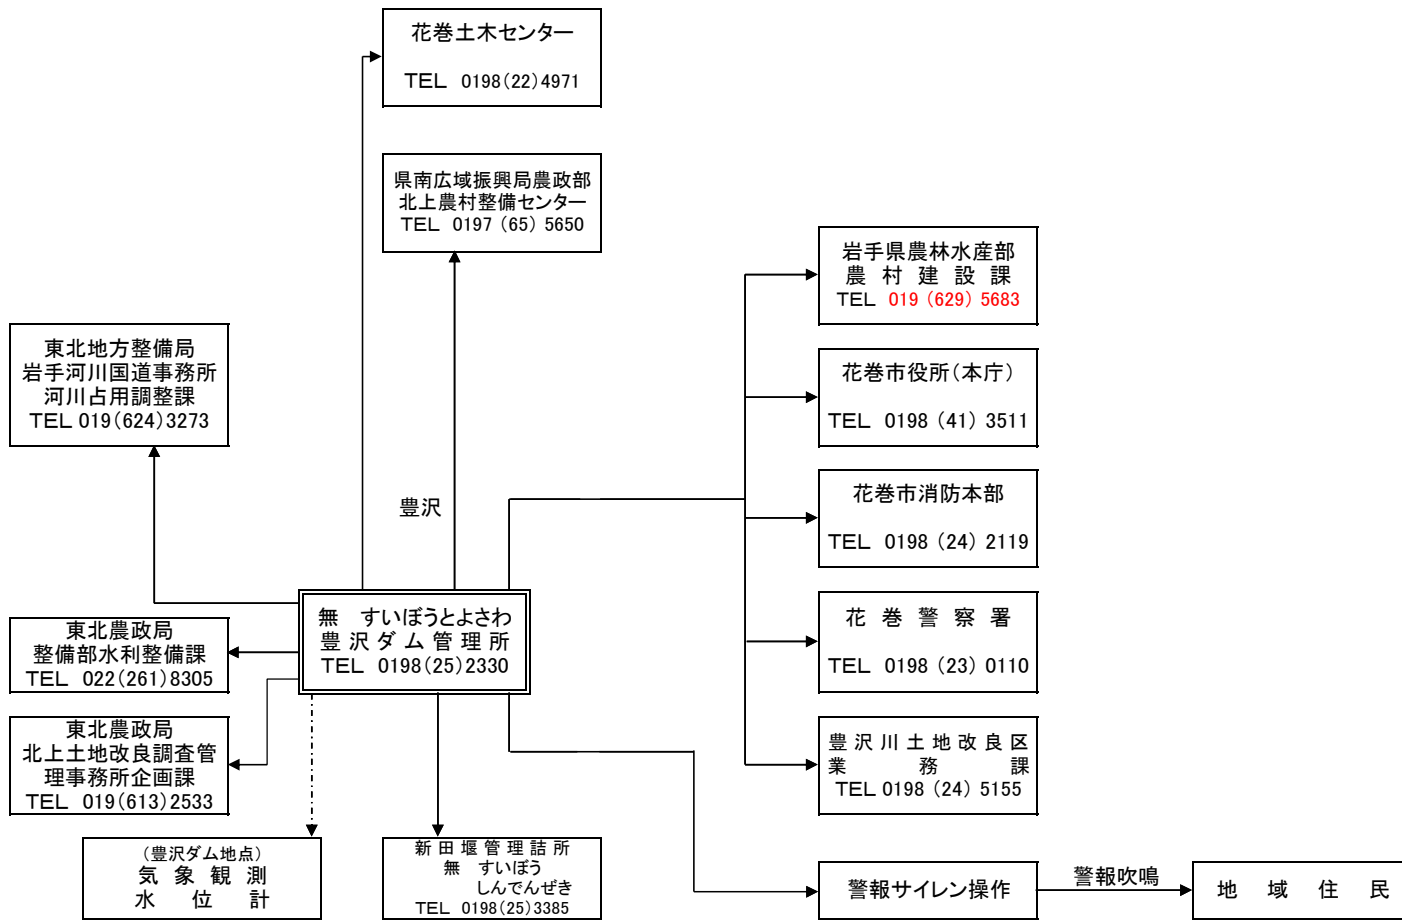 花巻土木センター
TEL 0198(22)4971
県南広域振興局農政部
北上農村整備センター
TEL 0197 (65) 5650
岩手県農林水産部
農村建設課
TEL 019 (629) 5683
東北地方整備局
岩手河川国道事務所
河川占用調整課
TEL 019(624)3273
花巻市役所(本庁)
TEL 0198 (41) 3511
花巻市消防本部
TEL 0198 (24) 2119
豊沢
無 すいぼうとよさわ
豊沢ダム管理所
TEL 0198(25)2330
花巻警察署
TEL 0198 (23) 0110
東北農政局
整備部水利整備課
TEL 022(261)8305
東北農政局
北上土地改良調査管
理事務所企画課
TEL 019(613)2533
豊沢川土地改良区
業務課
TEL 0198 (24) 5155
(豊沢ダム地点)
気象観測
水位計
新田堰管理詰所
無 すいぼう
しんでんぜき
TEL 0198(25)3385
警報サイレン操作
警報吹鳴
地域住民